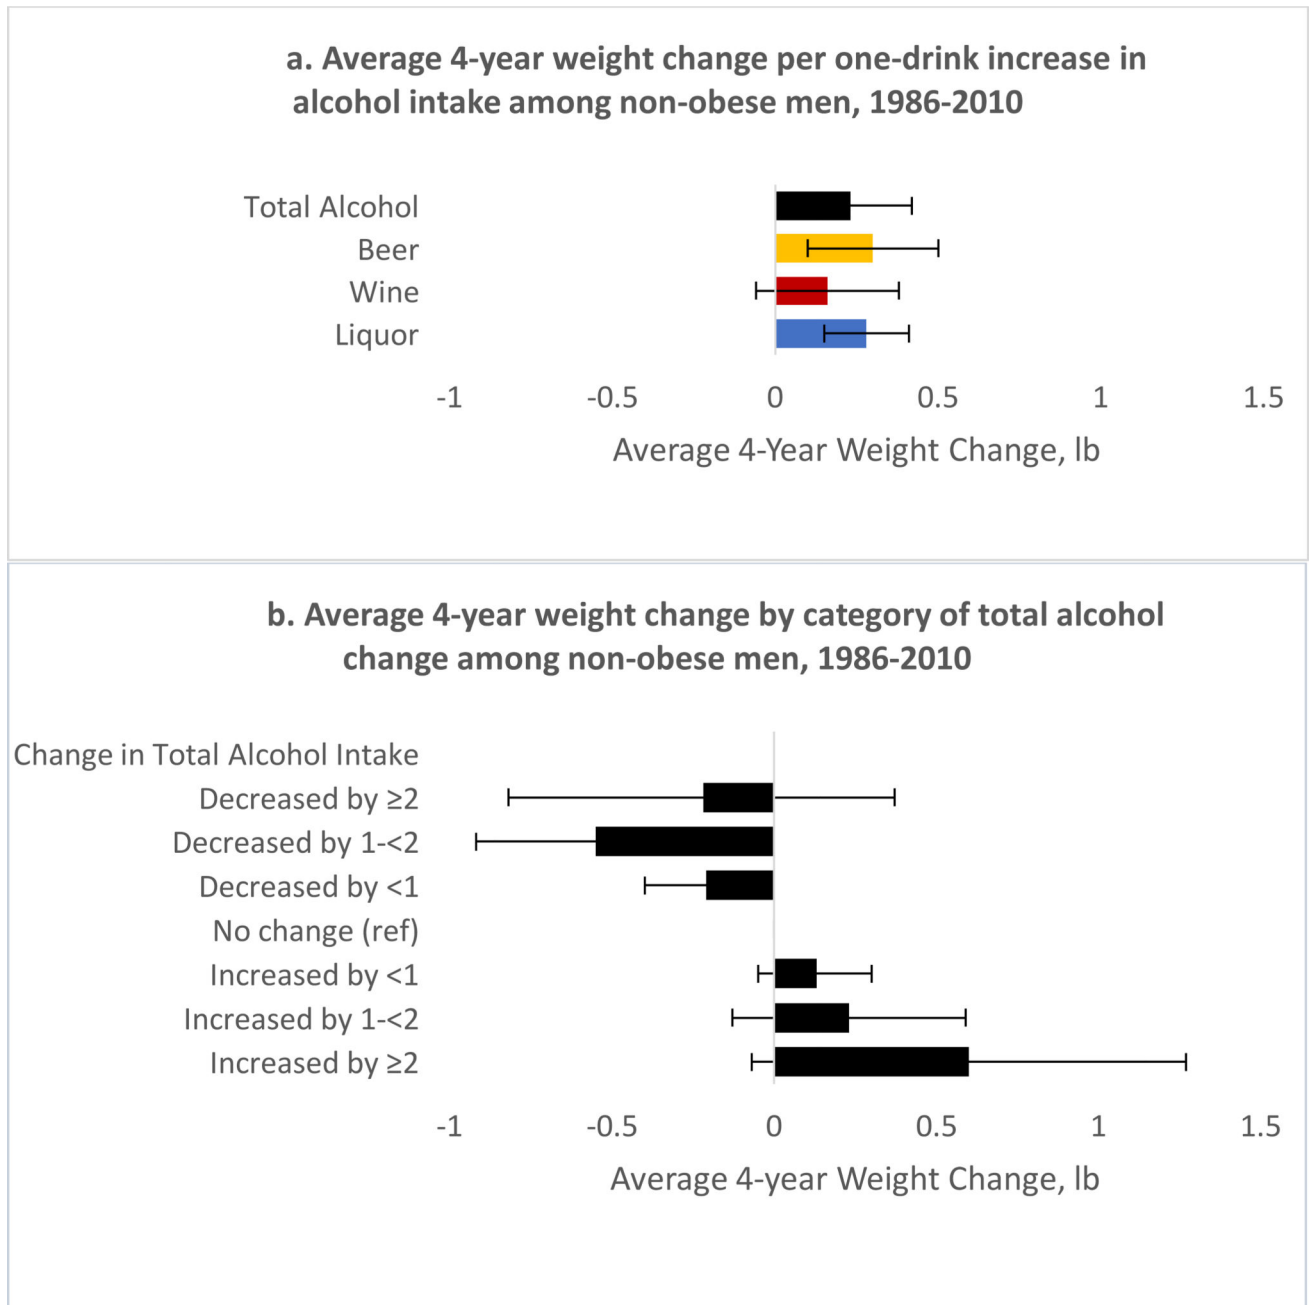 a. Average 4-year weight change per one-drink increase in
alcohol intake among non-obese men, 1986-2010
Total Alcohol
Beer
Wine
Liquor
-1 -0.5 0 0.5 1 1.5
Average 4-Year Weight Change, lb
b. Average 4-year weight change by category of total alcohol
change among non-obese men, 1986-2010
Change in Total Alcohol Intake
Decreased by ≥2
Decreased by 1-<2
Decreased by <1
No change (ref)
Increased by <1
Increased by 1-<2
Increased by ≥2
-1 -0.5 0 0.5 1 1.5
Average 4-year Weight Change, lb